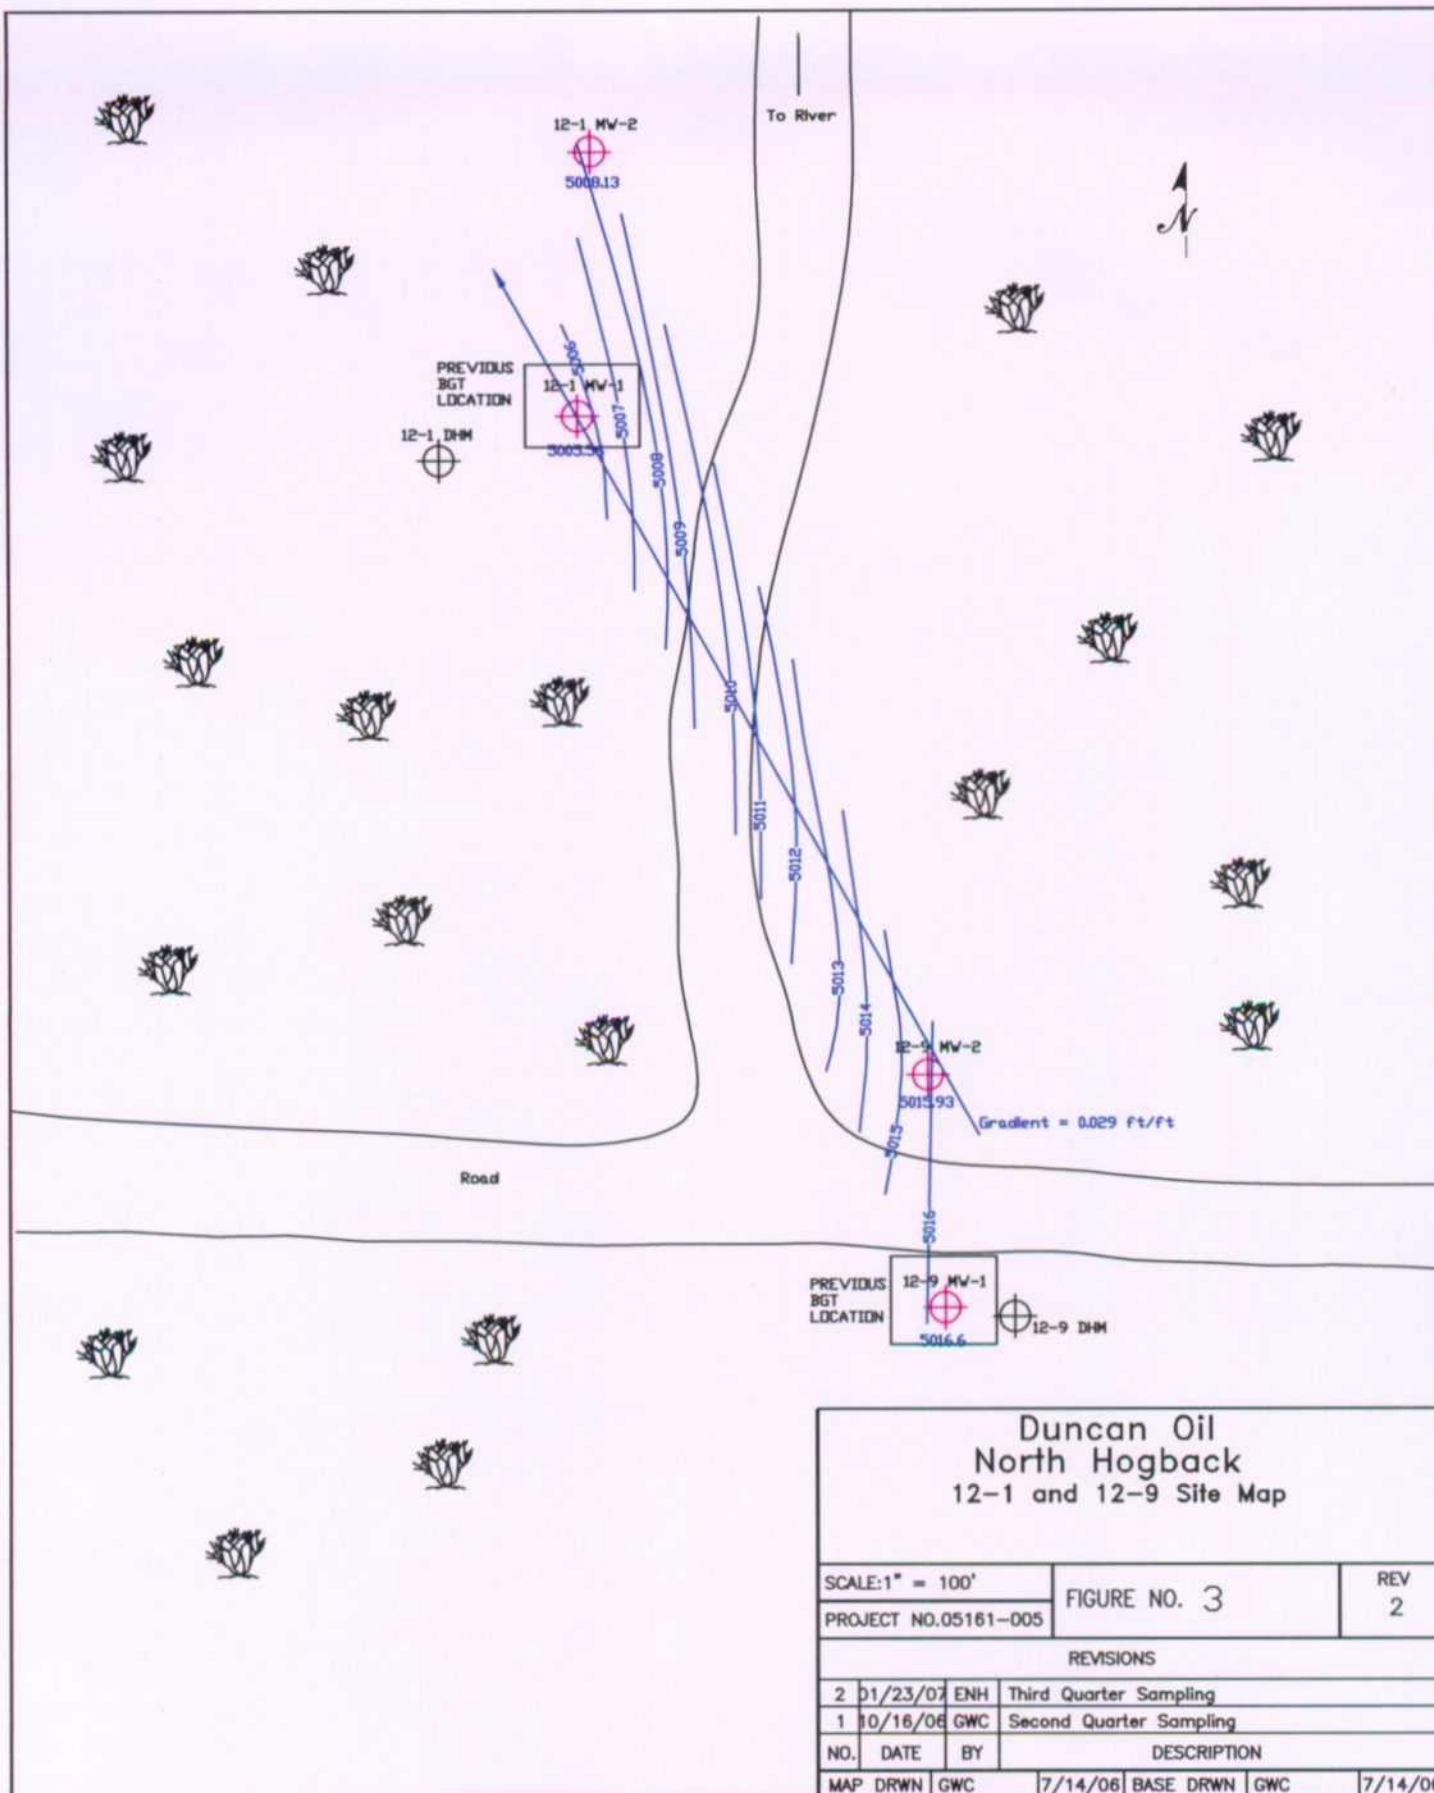 To River
12-1 MW-2
5008.13
N
5006
PREVIOUS
BGT
LOCATION
12-1 MW-1
5007
12-1 DHM
5008
5009
5010
5011
5012
5013
5014
12-9 MW-2
5015.93
Gradient = 0.029 ft/ft
5015
Road
5016
PREVIOUS
BGT
LOCATION
12-9 MW-1
12-9 DHM
5016.6
Duncan Oil
North Hogback
12-1 and 12-9 Site Map
SCALE:1" = 100'
FIGURE NO. 3
REV
2
PROJECT NO.05161-005
REVISIONS
2 01/23/07 ENH Third Quarter Sampling
1 10/16/06 GWC Second Quarter Sampling
NO. DATE BY DESCRIPTION
MAP DRWN GWC 7/14/06 BASE DRWN GWC 7/14/06